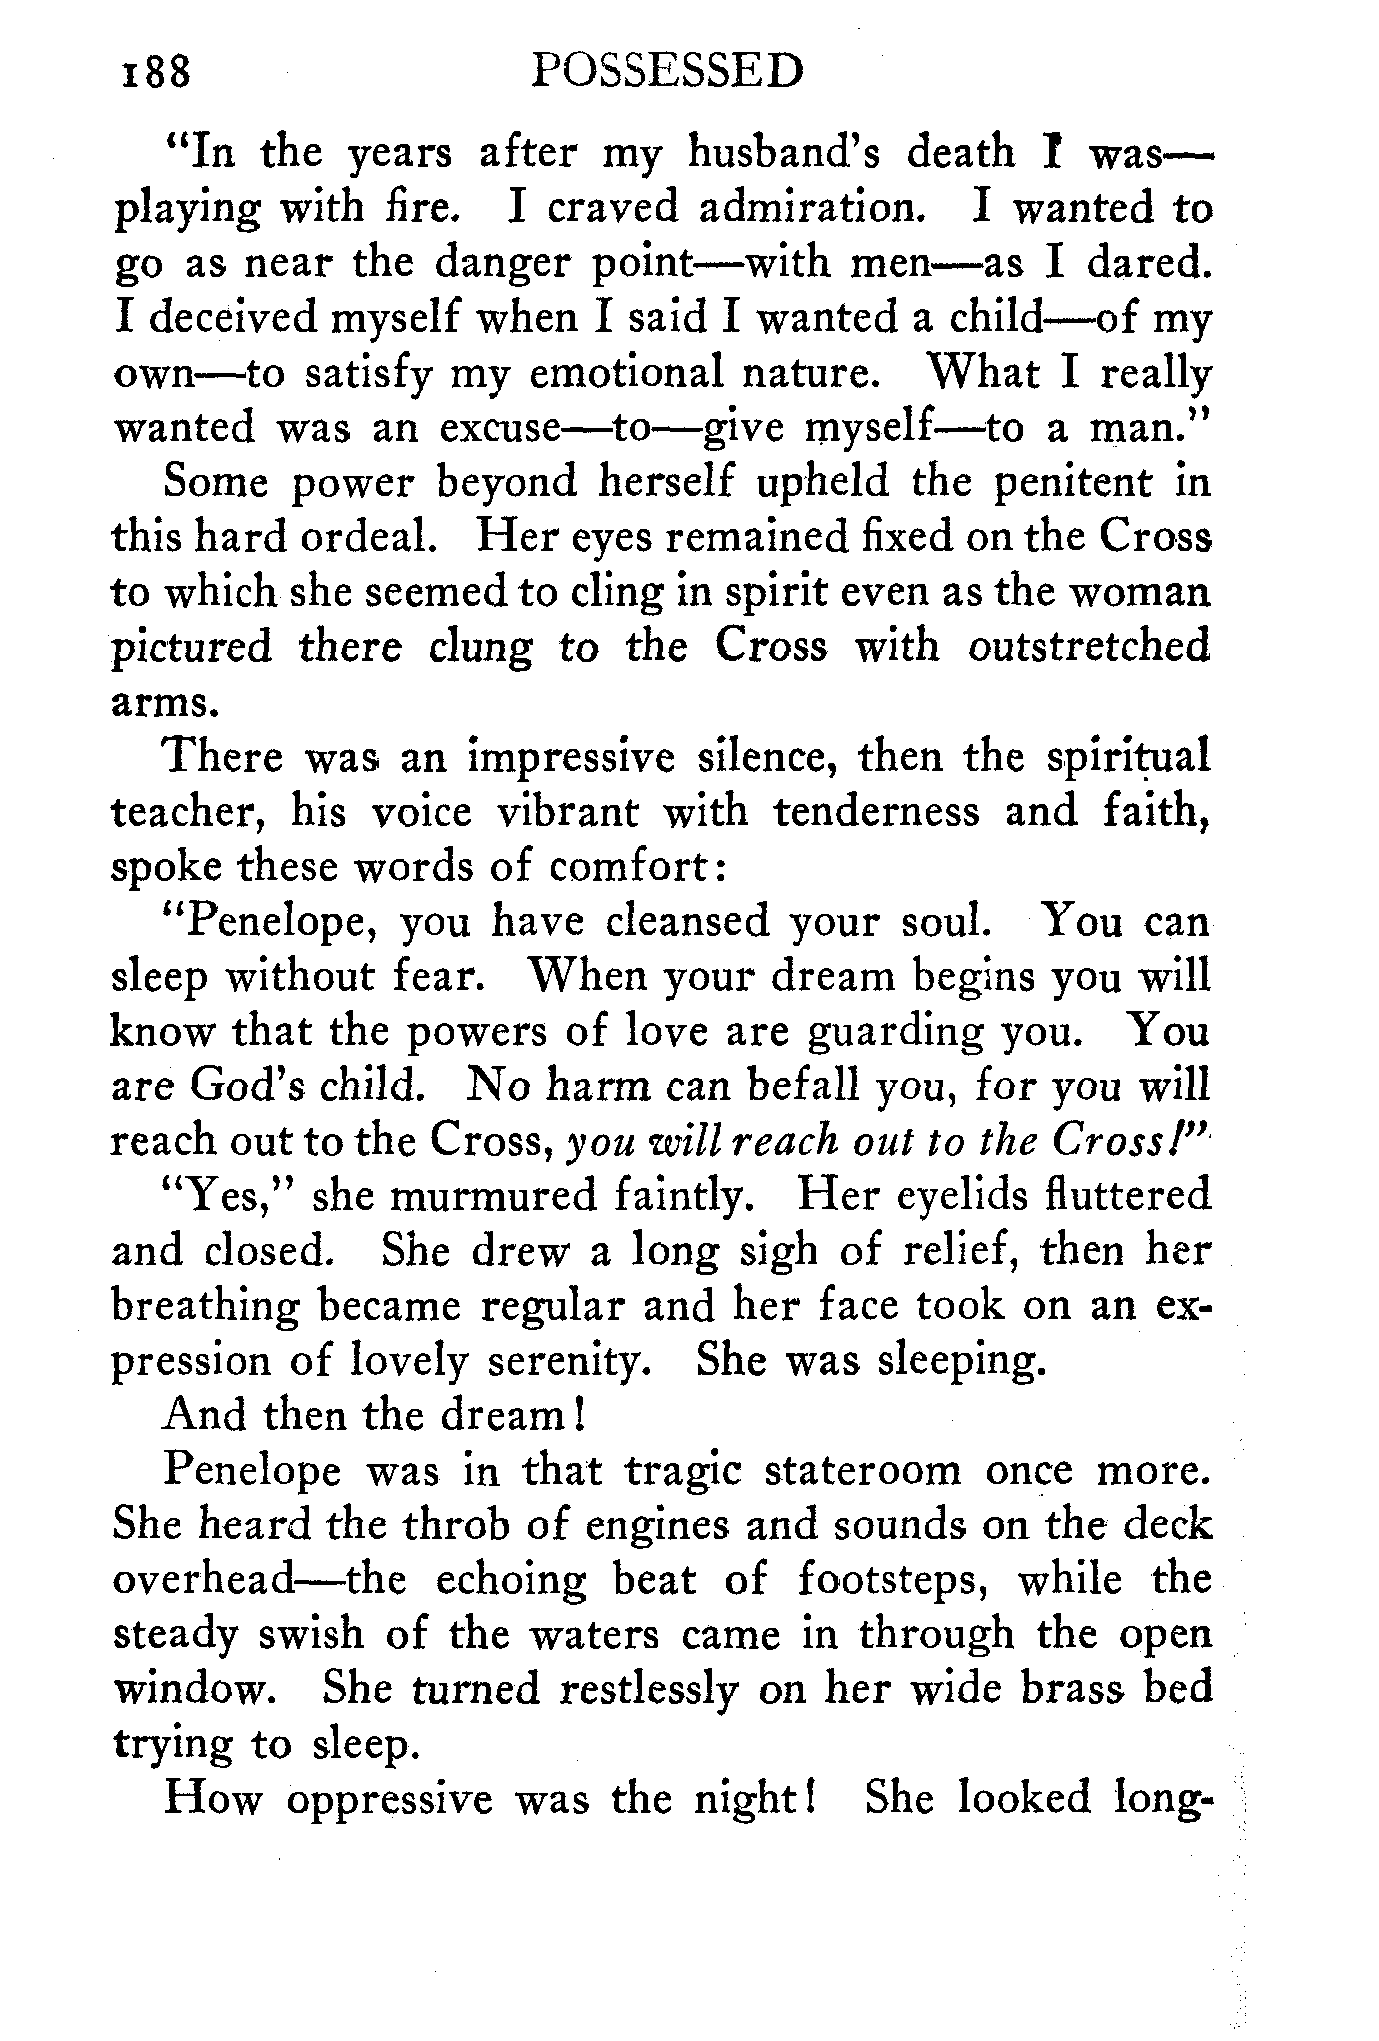 188 POSSESSED
"In the years after my husband's death I was—
playing with fire. I craved admiration. I wanted to
go as near the danger point—with men—as I dared.
I deceived myself when I said I wanted a child—of my
own—to satisfy my emotional nature. What I really
wanted was an excuse—to—give myself—to a man."
Some power beyond herself upheld the penitent in
this hard ordeal. Her eyes remained fixed on the Cross
to which she seemed to cling in spirit even as the woman
pictured there clung to the Cross with outstretched
arms.
There was an impressive silence, then the spiritual
teacher, his voice vibrant with tenderness and faith,
spoke these words of comfort:
"Penelope, you have cleansed your soul. You can
sleep without fear. When your dream begins you will
know that the powers of love are guarding you. You
are God's child. No harm can befall you, for you will
reach out to the Cross, you will reach out to the Cross!"
"Yes," she murmured faintly. Her eyelids fluttered
and closed. She drew a long sigh of relief, then her
breathing became regular and her face took on an ex-
pression of lovely serenity. She was sleeping.
And then the dream!
Penelope was in that tragic stateroom once more.
She heard the throb of engines and sounds on the deck
overhead—the echoing beat of footsteps, while the
steady swish of the waters came in through the open
window. She turned restlessly on her wide brass bed
trying to sleep.
How oppressive was the night! She looked long-